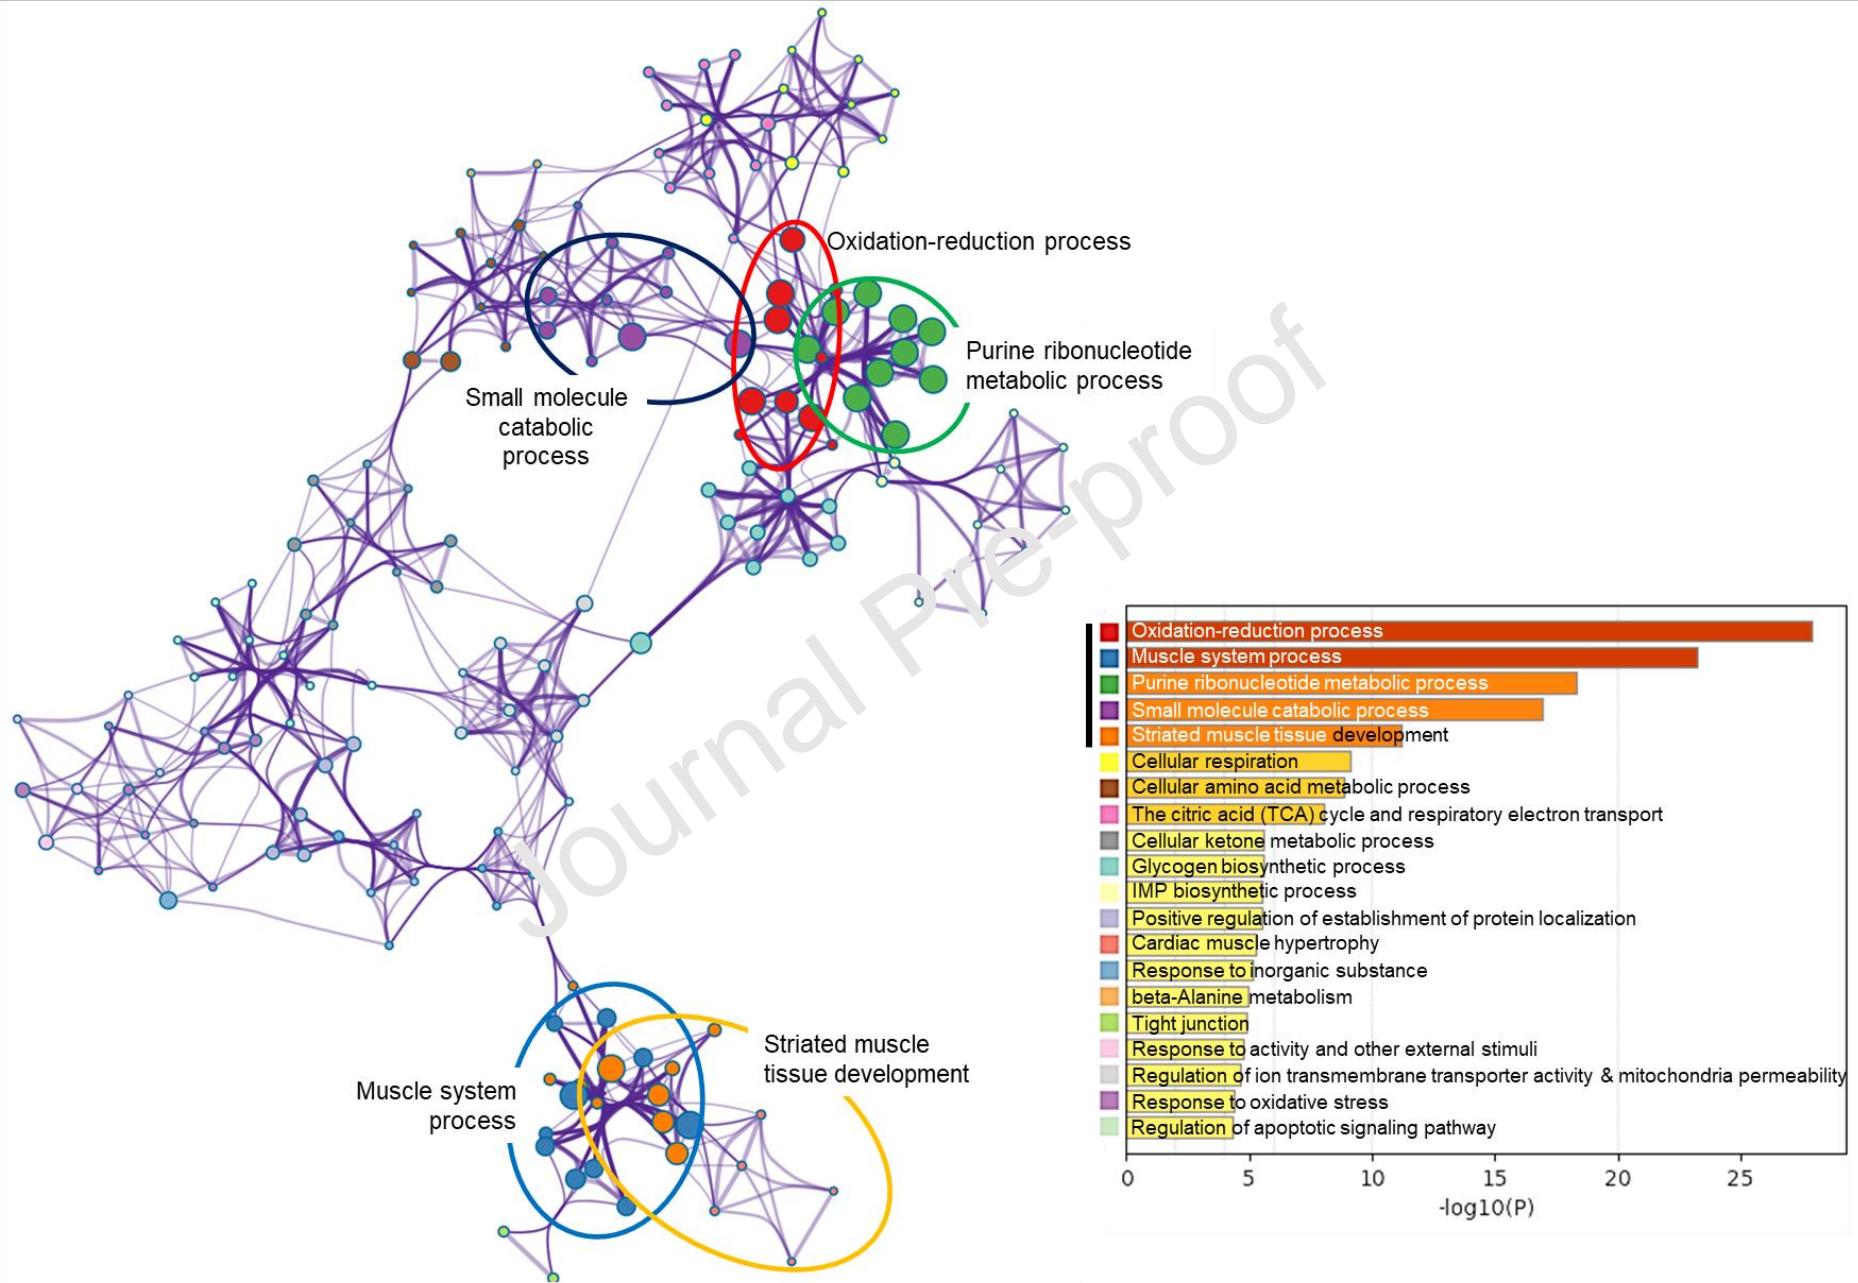 Oxidation-reduction process
Purine ribonucleotide
metabolic process
Small molecule
catabolic
process
Journal Pre-proof
Oxidation-reduction process
Muscle system process
Purine ribonucleotide metabolic process
Small molecule catabolic process
Striated muscle tissue development
Cellular respiration
Cellular amino acid metabolic process
The citric acid (TCA) cycle and respiratory electron transport
Cellular ketone metabolic process
Glycogen biosynthetic process
IMP biosynthetic process
Positive regulation of establishment of protein localization
Cardiac muscle hypertrophy
Response to inorganic substance
beta-Alanine metabolism
Tight junction
Response to activity and other external stimuli
Regulation of ion transmembrane transporter activity & mitochondria permeability
Response to oxidative stress
Regulation of apoptotic signaling pathway
0 5 10 15 20 25
-log10(P)
Striated muscle
tissue development
Muscle system
process